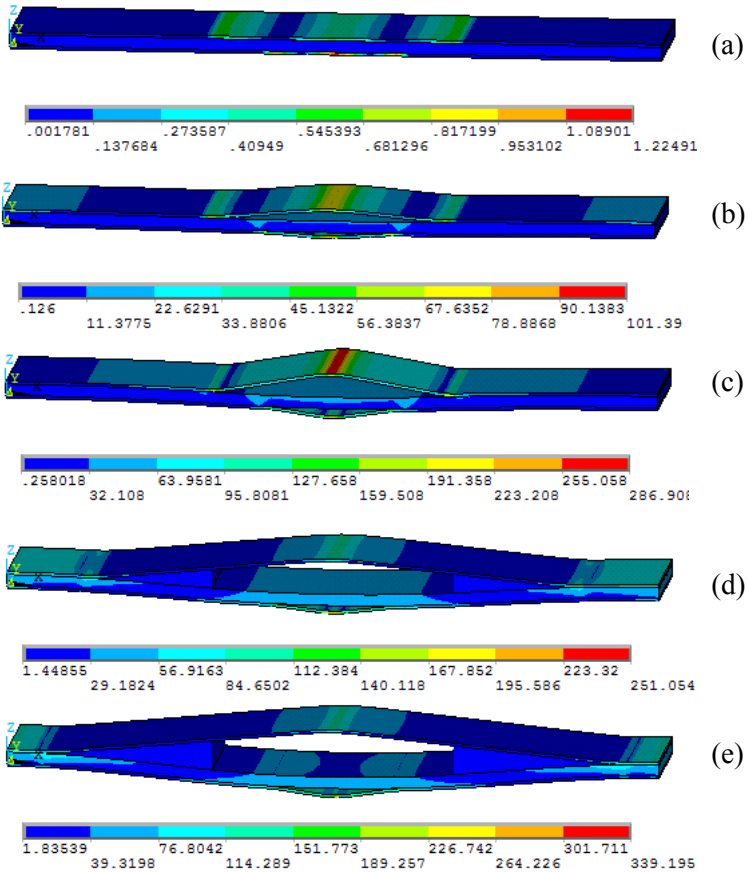 Z
Y
X
(a)
.001781 .273587 .545393 .817199 1.08901
.137684 .40949 .681296 .953102 1.22491
Z
Y
X
(b)
.126 22.6291 45.1322 67.6352 90.1383
11.3775 33.8806 56.3837 78.8868 101.39
Z
Y
X
(c)
.258018 63.9581 127.658 191.358 255.058
32.108 95.8081 159.508 223.208 286.908
Z
Y
X
(d)
1.44855 56.9163 112.384 167.852 223.32
29.1824 84.6502 140.118 195.586 251.054
Z
Y
X
(e)
1.83539 76.8042 151.773 226.742 301.711
39.3198 114.289 189.257 264.226 339.195